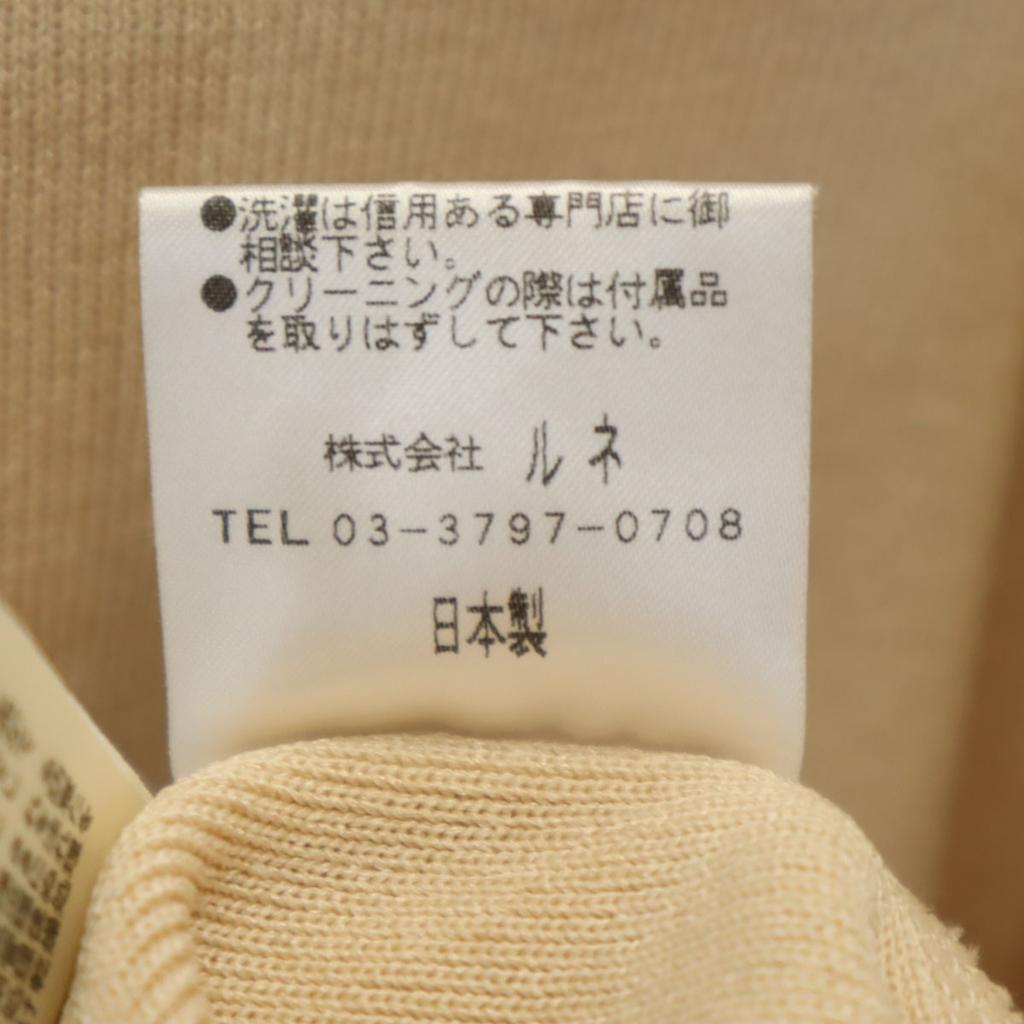 ●洗濯は信用ある専門店に御
相談下さい。
●クリーニングの際は付属品
を取りはずして下さい。
株式会社 ルネ
TEL 03-3797-0708
日本製